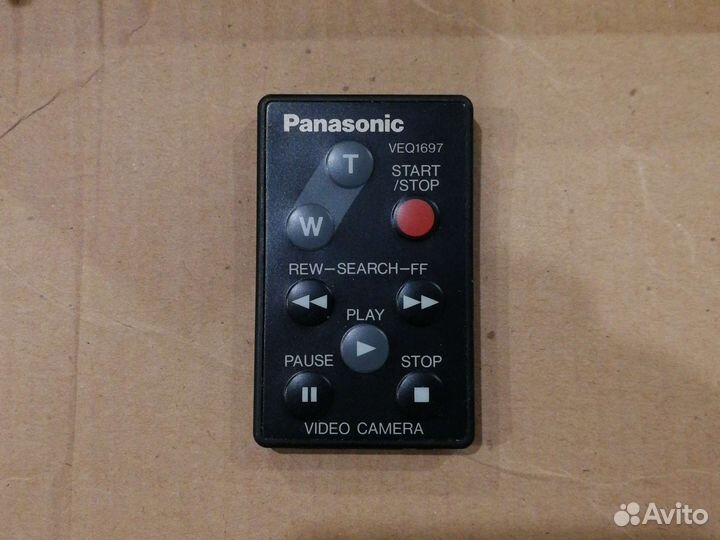 Panasonic
VEQ1697
T
START
/STOP
W
REW-SEARCH-FF
PLAY
PAUSE
STOP
VIDEO CAMERA
Avito